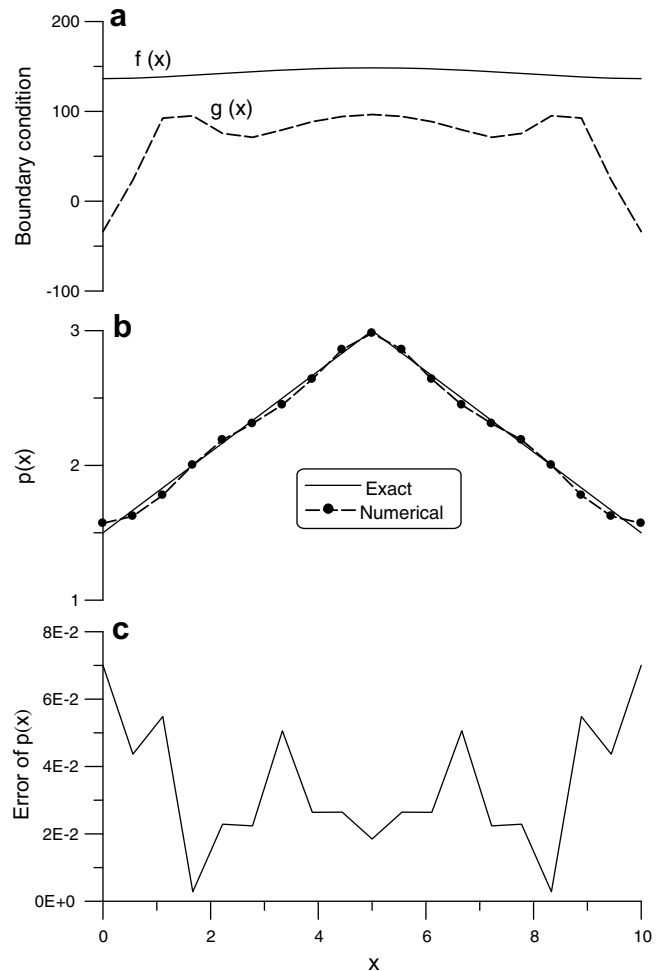 a
200
100
0
-100
Boundary condition
f (x)
g (x)
b
3
2
1
p(x)
Exact
Numerical
c
8E-2
6E-2
4E-2
2E-2
0E+0
Error of p(x)
0 2 4 6 8 10
x